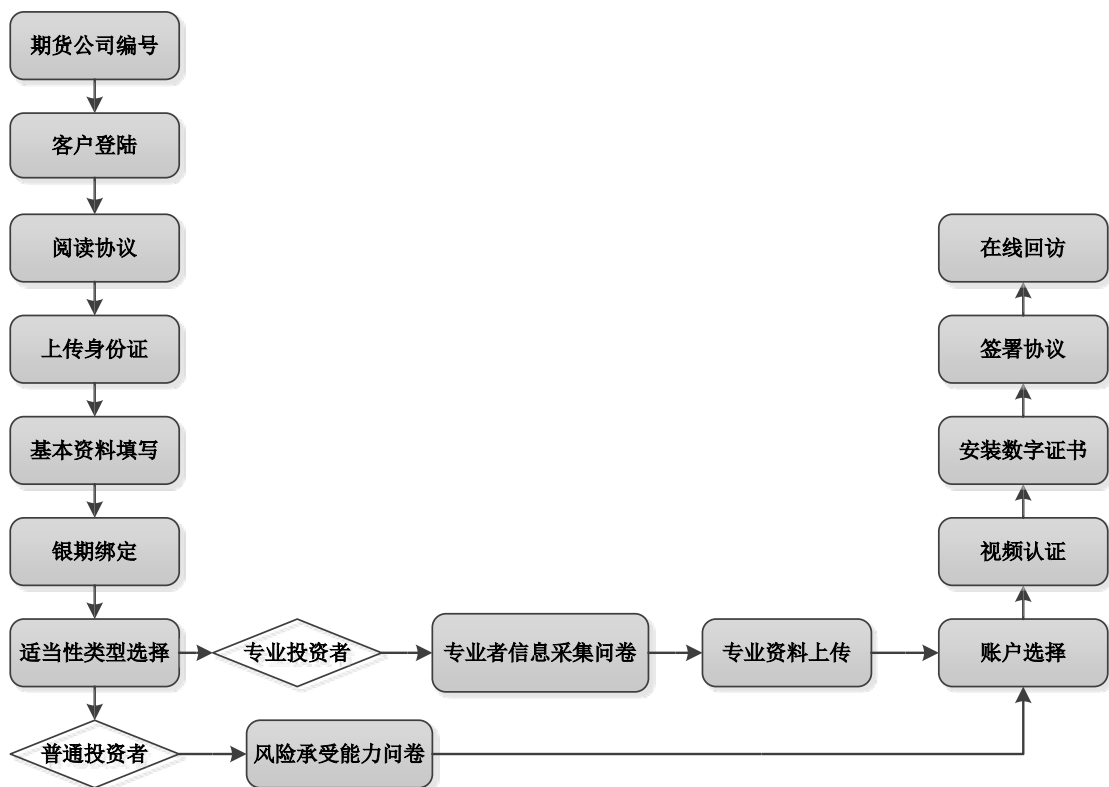 期货公司编号
客户登陆
阅读协议
上传身份证
基本资料填写
银期绑定
适当性类型选择
专业投资者
专业者信息采集问卷
专业资料上传
账户选择
普通投资者
风险承受能力问卷
视频认证
安装数字证书
签署协议
在线回访